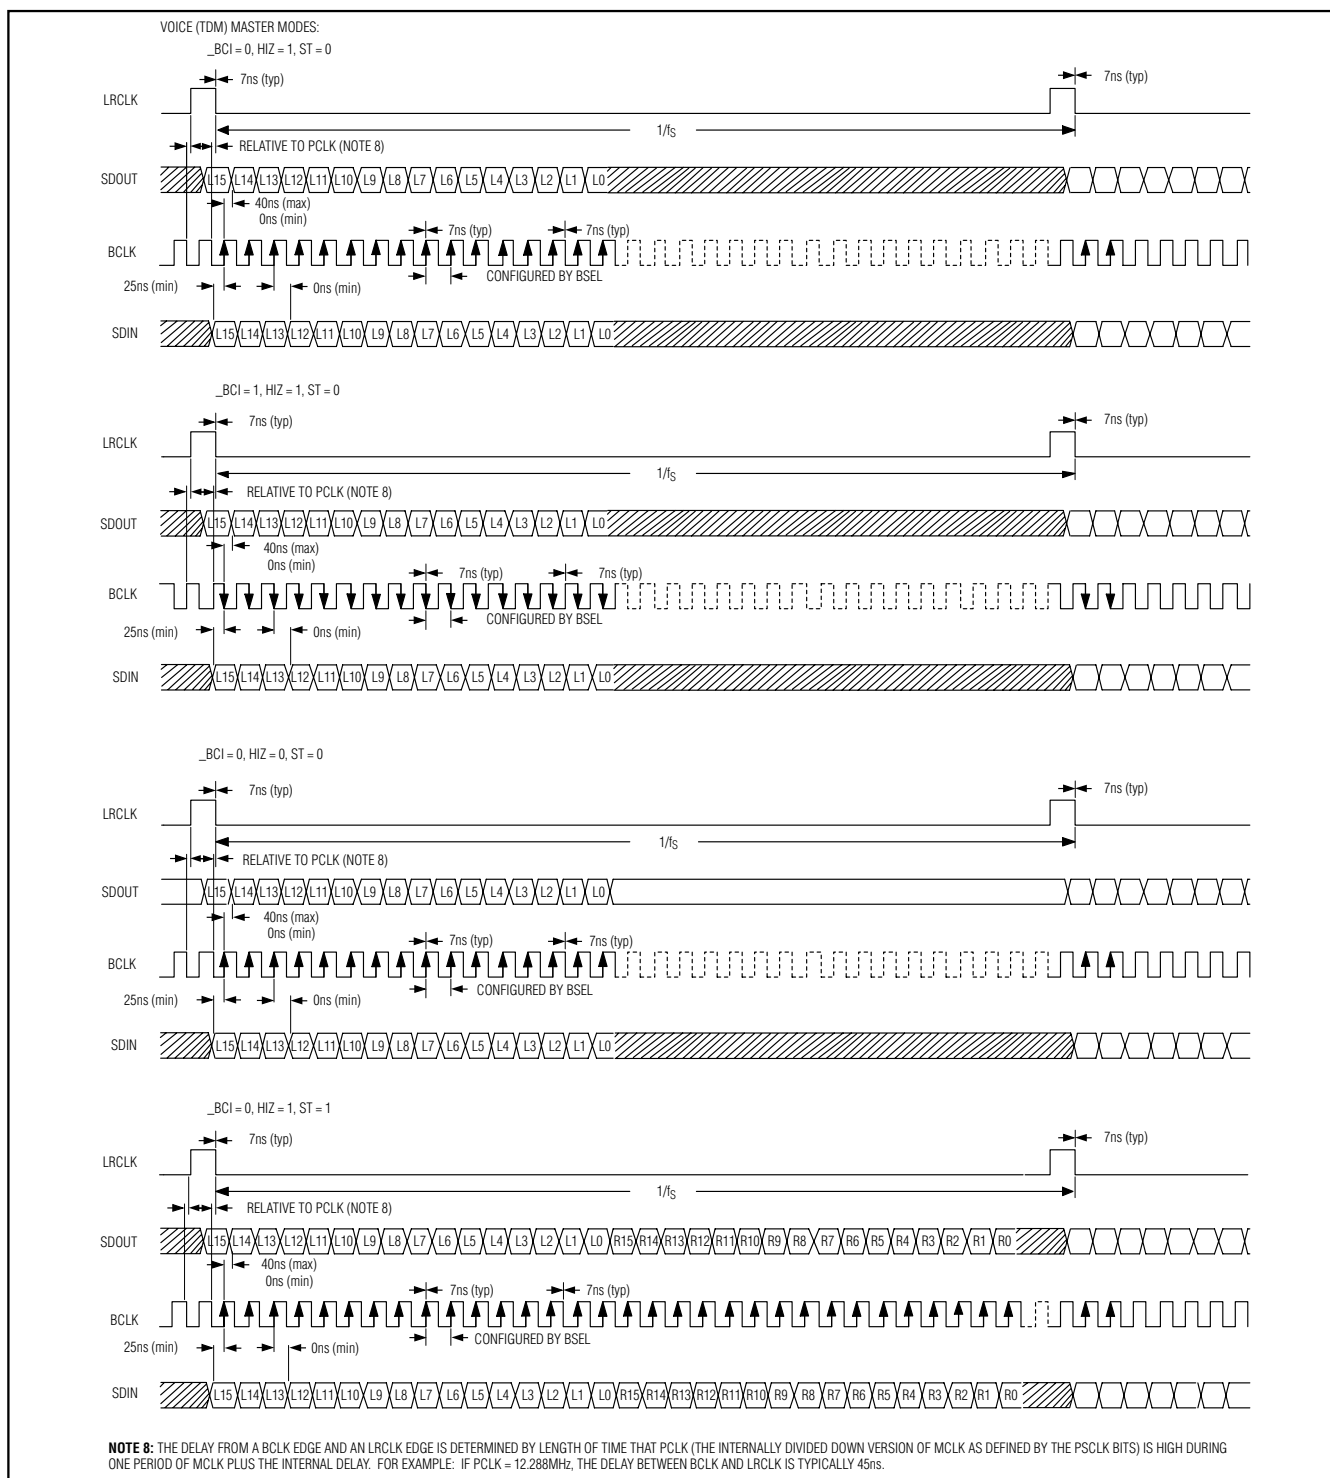 VOICE (TDM) MASTER MODES:
_BCI = 0, HIZ = 1, ST = 0
7ns (typ) 7ns (typ)
LRCLK
1/fS
RELATIVE TO PCLK (NOTE 8)
SDOUT L15 L14 L13 L12 L11 L10 L9 L8 L7 L6 L5 L4 L3 L2 L1 L0
40ns (max)
0ns (min)
7ns (typ) 7ns (typ)
BCLK
CONFIGURED BY BSEL
25ns (min) 0ns (min)
SDIN L15 L14 L13 L12 L11 L10 L9 L8 L7 L6 L5 L4 L3 L2 L1 L0
_BCI = 1, HIZ = 1, ST = 0
7ns (typ) 7ns (typ)
LRCLK
1/fS
RELATIVE TO PCLK (NOTE 8)
SDOUT L15 L14 L13 L12 L11 L10 L9 L8 L7 L6 L5 L4 L3 L2 L1 L0
40ns (max)
0ns (min)
7ns (typ) 7ns (typ)
BCLK
CONFIGURED BY BSEL
25ns (min) 0ns (min)
SDIN L15 L14 L13 L12 L11 L10 L9 L8 L7 L6 L5 L4 L3 L2 L1 L0
_BCI = 0, HIZ = 0, ST = 0
7ns (typ) 7ns (typ)
LRCLK
1/fS
RELATIVE TO PCLK (NOTE 8)
SDOUT L15 L14 L13 L12 L11 L10 L9 L8 L7 L6 L5 L4 L3 L2 L1 L0
40ns (max)
0ns (min)
7ns (typ) 7ns (typ)
BCLK
CONFIGURED BY BSEL
25ns (min) 0ns (min)
SDIN L15 L14 L13 L12 L11 L10 L9 L8 L7 L6 L5 L4 L3 L2 L1 L0
_BCI = 0, HIZ = 1, ST = 1
7ns (typ) 7ns (typ)
LRCLK
1/fS
RELATIVE TO PCLK (NOTE 8)
SDOUT L15 L14 L13 L12 L11 L10 L9 L8 L7 L6 L5 L4 L3 L2 L1 L0 R15 R14 R13 R12 R11 R10 R9 R8 R7 R6 R5 R4 R3 R2 R1 R0
40ns (max)
0ns (min)
7ns (typ) 7ns (typ)
BCLK
CONFIGURED BY BSEL
25ns (min) 0ns (min)
SDIN L15 L14 L13 L12 L11 L10 L9 L8 L7 L6 L5 L4 L3 L2 L1 L0 R15 R14 R13 R12 R11 R10 R9 R8 R7 R6 R5 R4 R3 R2 R1 R0
NOTE 8: THE DELAY FROM A BCLK EDGE AND AN LRCLK EDGE IS DETERMINED BY LENGTH OF TIME THAT PCLK (THE INTERNALLY DIVIDED DOWN VERSION OF MCLK AS DEFINED BY THE PSCLK BITS) IS HIGH DURING
ONE PERIOD OF MCLK PLUS THE INTERNAL DELAY. FOR EXAMPLE: IF PCLK = 12.288MHz, THE DELAY BETWEEN BCLK AND LRCLK IS TYPICALLY 45ns.